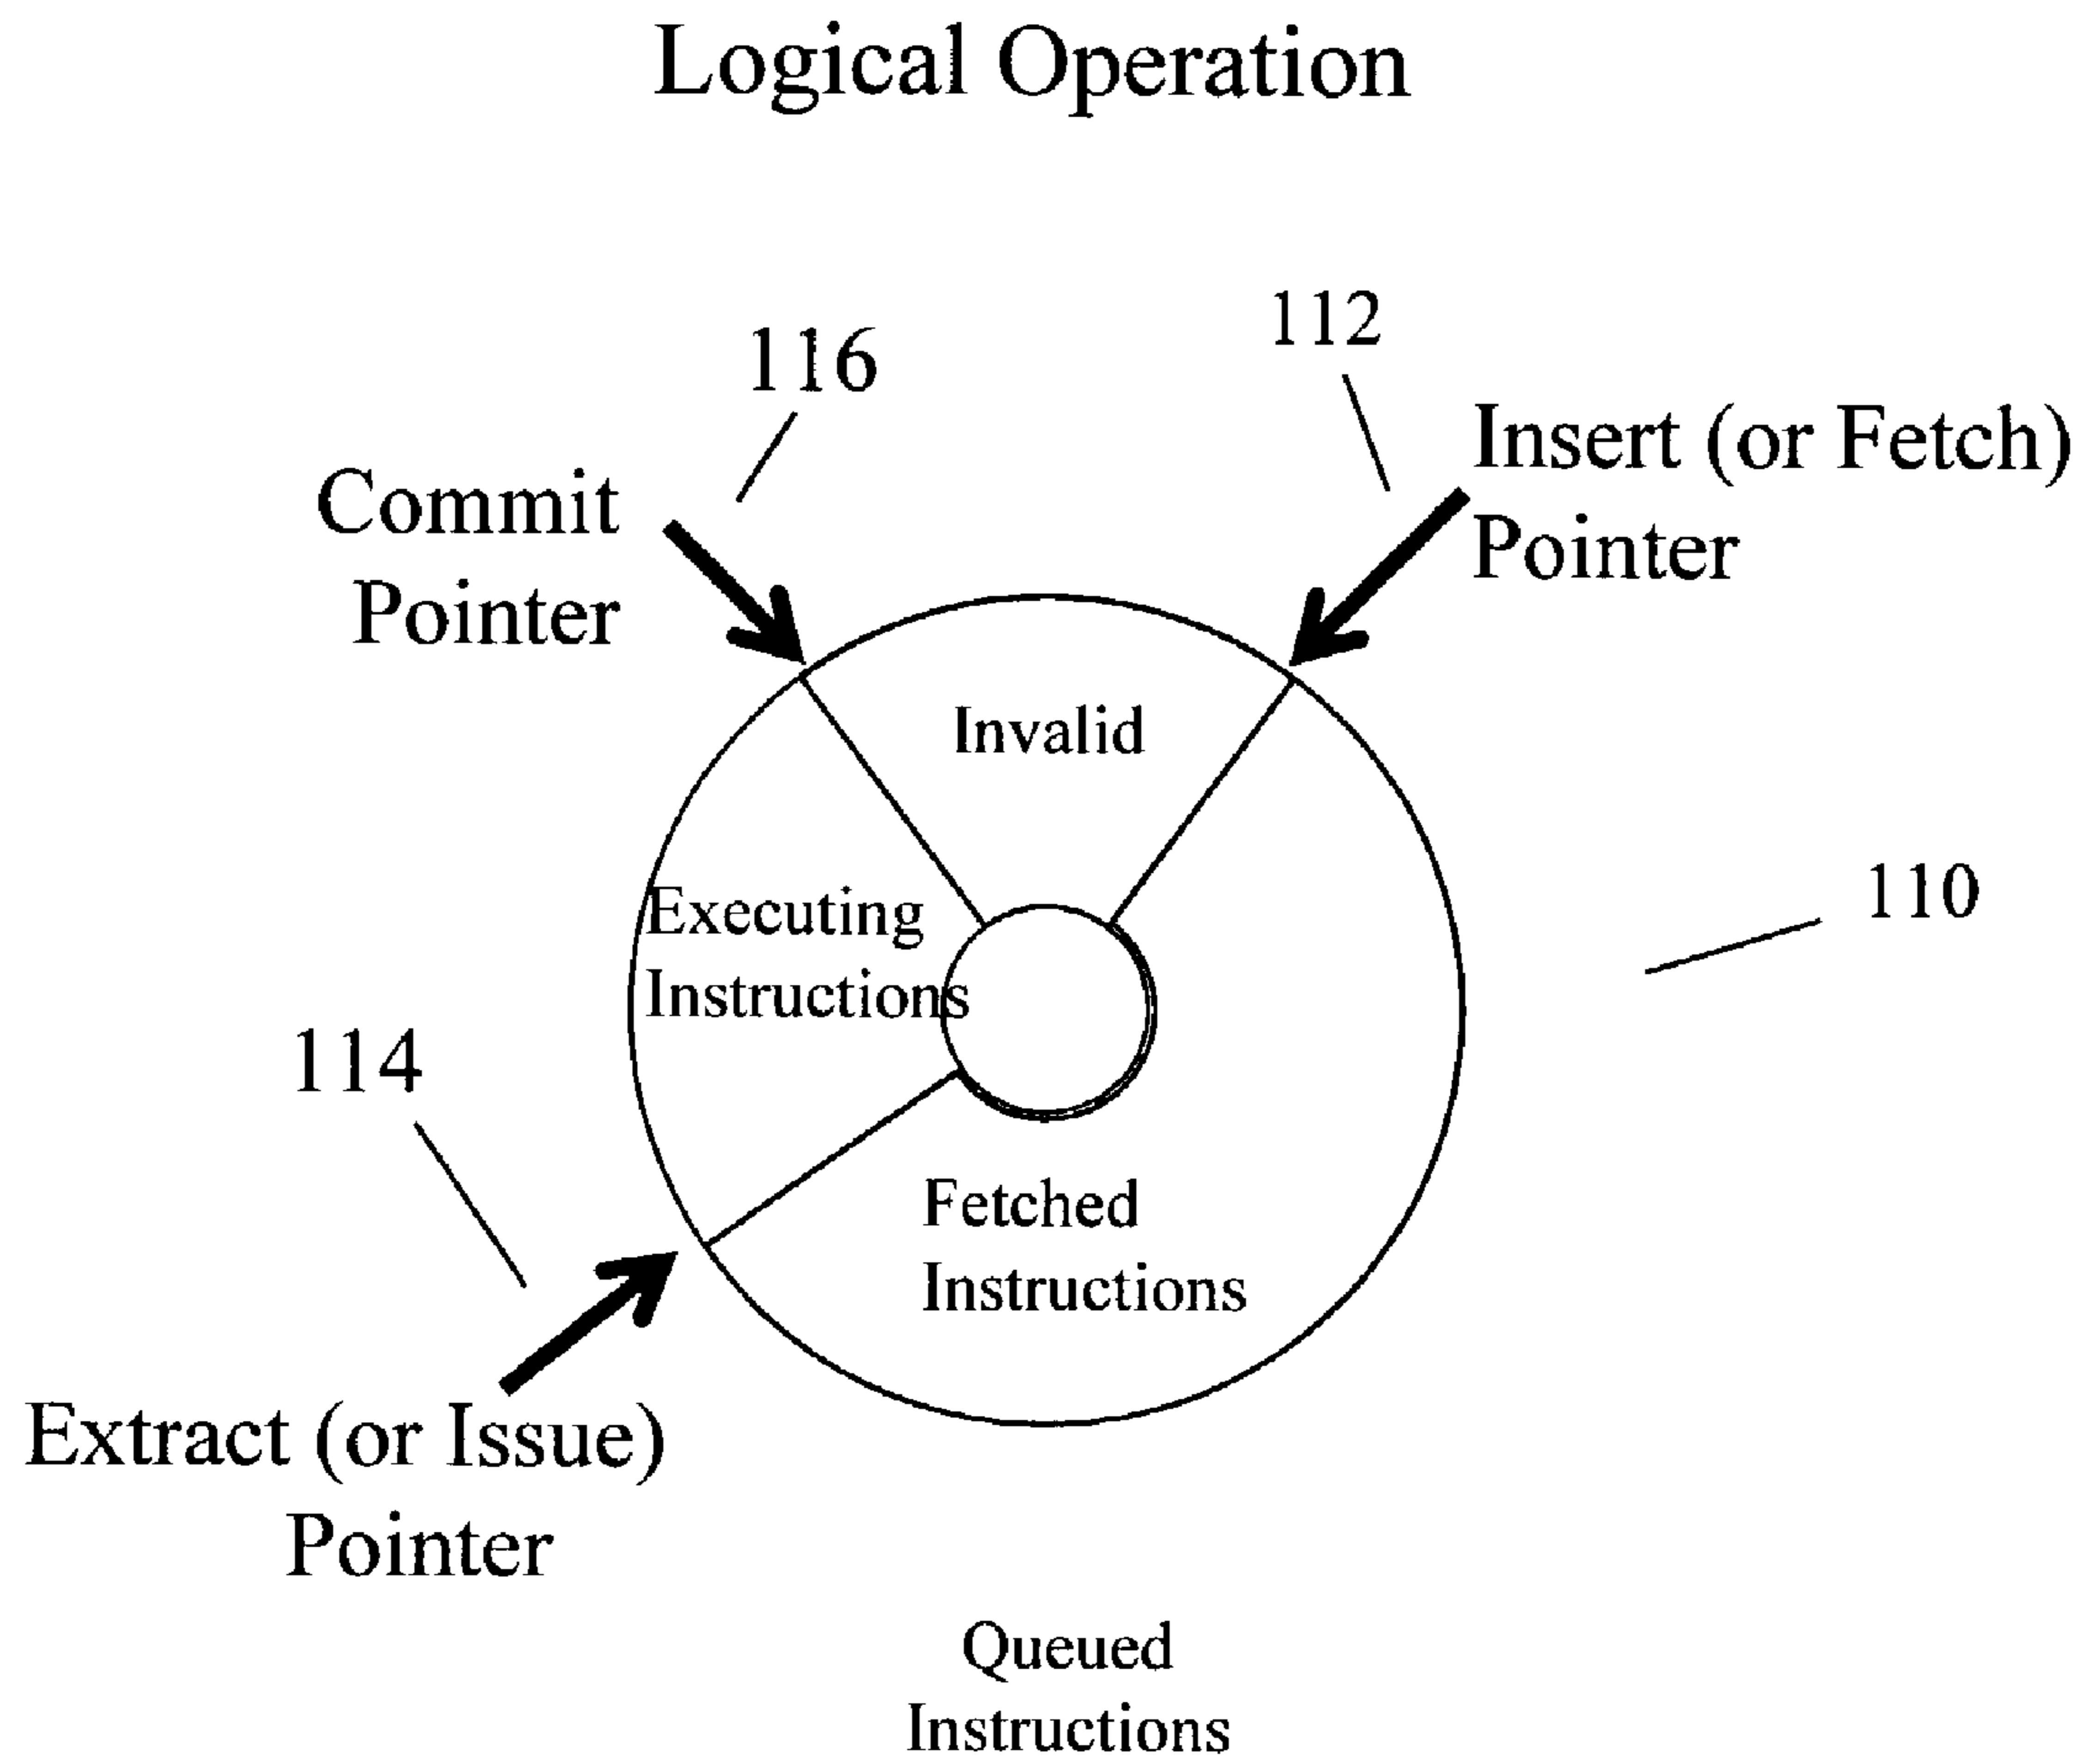 Logical Operation
116
112
Commit
Pointer
Insert (or Fetch)
Pointer
Invalid
110
Executing
Instructions
114
Fetched
Instructions
Extract (or Issue)
Pointer
Queued
Instructions